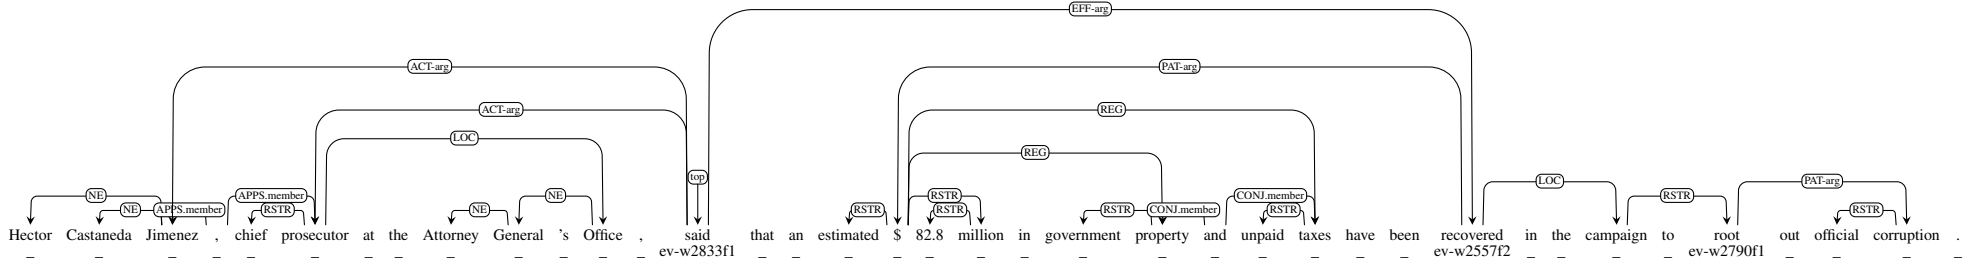 EFF-arg
ACT-arg PAT-arg
ACT-arg REG
LOC
REG
top
LOC PAT-arg
NE APPS.member NE RSTR CONJ.member RSTR
NE APPS.member RSTR NE RSTR RSTR RSTR CONJ.member RSTR RSTR
Hector Castaneda Jimenez , chief prosecutor at the Attorney General 's Office , said that an estimated $ 82.8 million in government property and unpaid taxes have been recovered in the campaign to root out official corruption .
_ _ _ _ _ _ _ _ _ _ _ _ _ ev-w2833f1 _ _ _ _ _ _ _ _ _ _ _ _ _ _ ev-w2557f2 _ _ _ _ ev-w2790f1 _ _ _ _